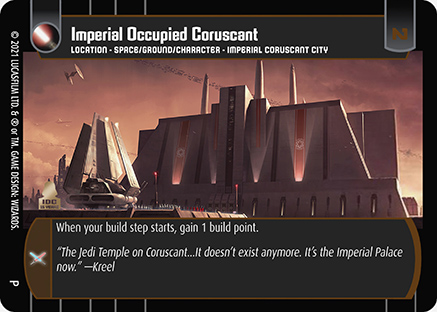 Imperial Occupied Coruscant
LOCATION - SPACE/GROUND/CHARACTER - IMPERIAL CORUSCANT CITY
© 2021 LUCASFILM LTD. & ® or TM. GAME DESIGN: WIZARDS.
When your build step starts, gain 1 build point.
“The Jedi Temple on Coruscant...It doesn’t exist anymore. It’s the Imperial Palace
now.” —Kreel
P